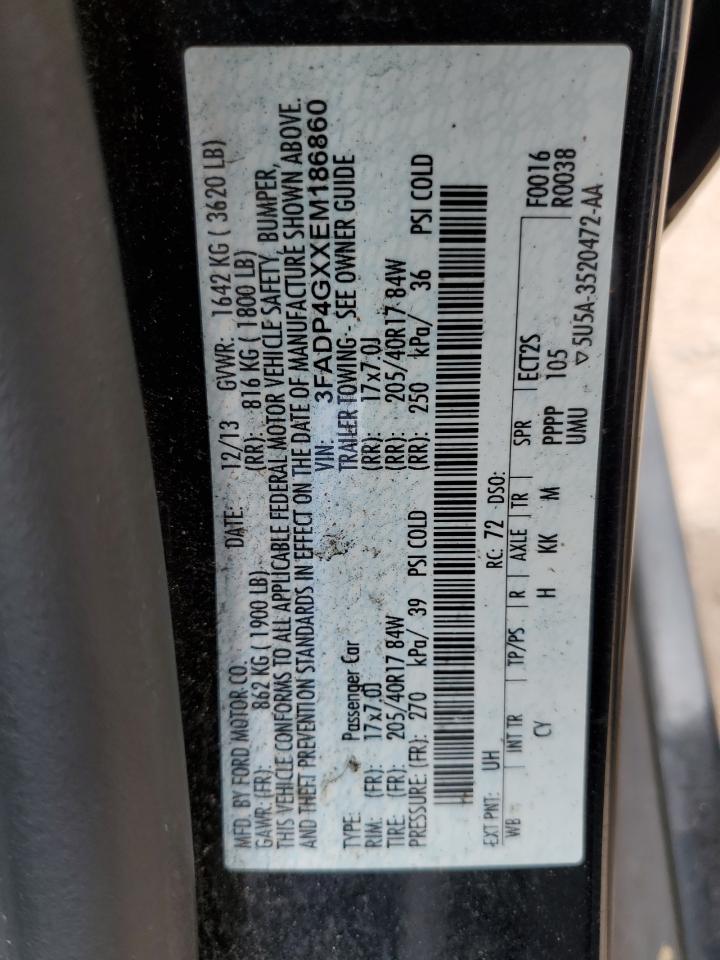 MFD. BY FORD MOTOR CO. DATE: 12/13 GVWR: 1642 KG ( 3620 LB)
GAWR: (FR): 862 KG ( 1900 LB) (RR): 816 KG ( 1800 LB)
THIS VEHICLE CONFORMS TO ALL APPLICABLE FEDERAL MOTOR VEHICLE SAFETY, BUMPER,
AND THEFT PREVENTION STANDARDS IN EFFECT ON THE DATE OF MANUFACTURE SHOWN ABOVE.
VIN: 3FADP4GXXEM186860
TYPE: Passenger Car TRAILER TOWING- SEE OWNER GUIDE
RIM: (FR): 17x7.0J (RR): 17x7.0J
TIRE: (FR): 205/40R17 84W (RR): 205/40R17 84W
PRESSURE: (FR): 270 kPa/ 39 PSI COLD (RR): 250 kPa/ 36 PSI COLD
EXT PNT: UH RC: 72 DSO:
WB INT TR TP/PS R AXLE TR SPR ECT2S F0016
CY H KK M PPPP 105 R0038
UMU
▽5U5A-3520472-AA